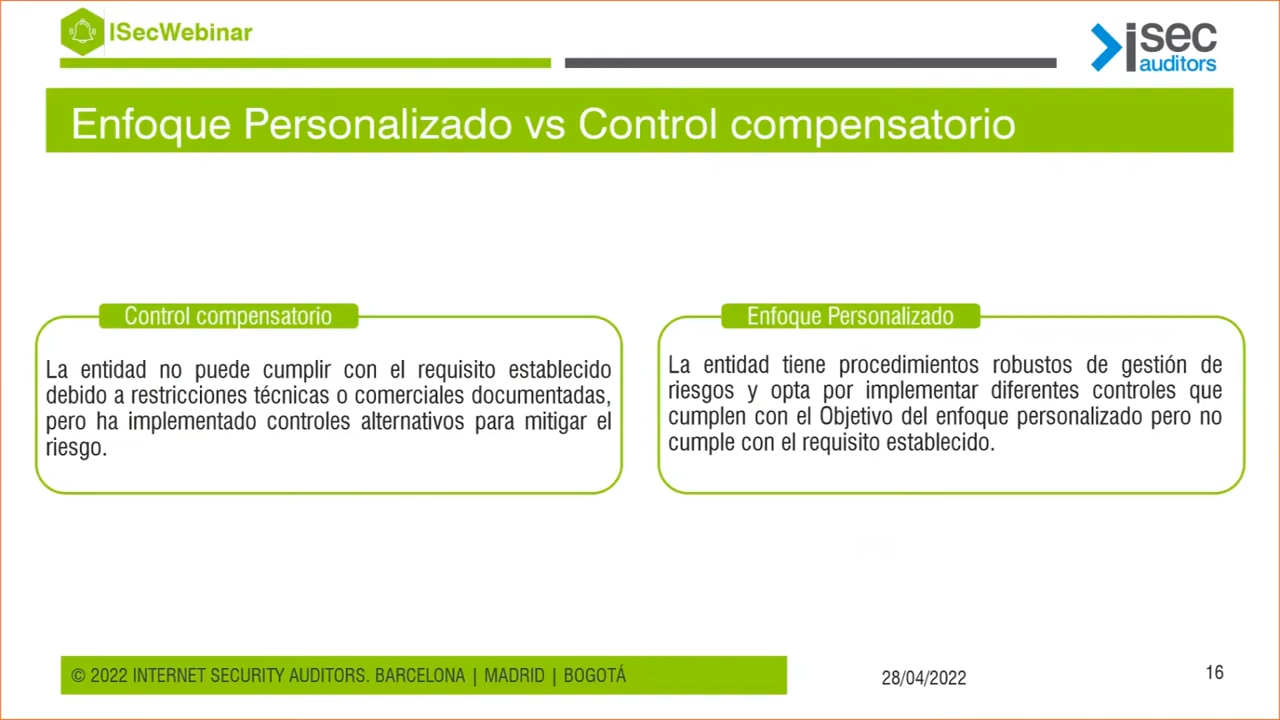 ISecWebinar
isec
auditors
Enfoque Personalizado vs Control compensatorio
Control compensatorio
La entidad no puede cumplir con el requisito establecido
debido a restricciones técnicas o comerciales documentadas,
pero ha implementado controles alternativos para mitigar el
riesgo.
Enfoque Personalizado
La entidad tiene procedimientos robustos de gestión de
riesgos y opta por implementar diferentes controles que
cumplen con el Objetivo del enfoque personalizado pero no
cumple con el requisito establecido.
© 2022 INTERNET SECURITY AUDITORS. BARCELONA | MADRID | BOGOTÁ
28/04/2022
16